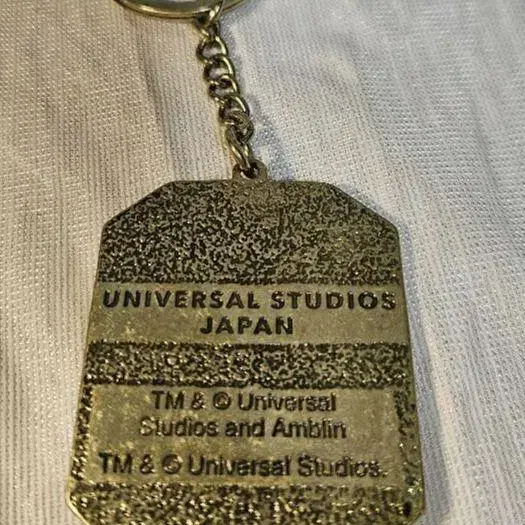 UNIVERSAL STUDIOS
JAPAN
TM & © Universal
Studios and Amblin
TM & © Universal Studios.